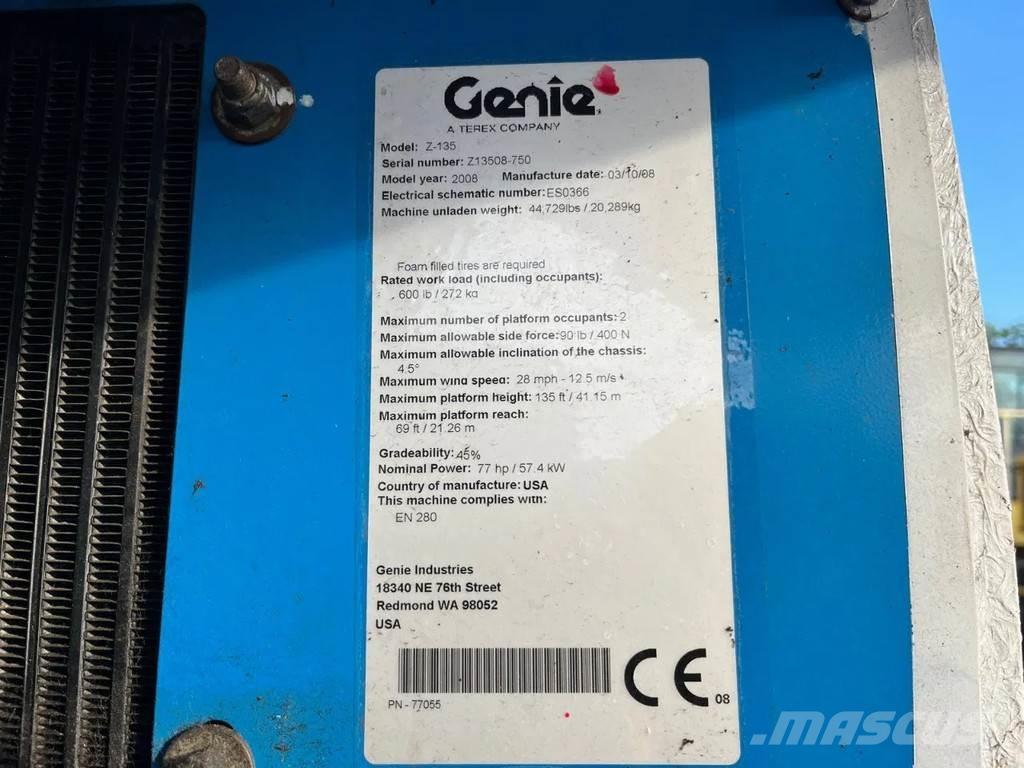 Genie
A TEREX COMPANY
Model: Z-135
Serial number: Z13508-750
Model year: 2008 Manufacture date: 03/10/08
Electrical schematic number: ES0366
Machine unladen weight: 44,729lbs / 20,289kg
Foam filled tires are required
Rated work load (including occupants):
600 lb / 272 kg
Maximum number of platform occupants: 2
Maximum allowable side force: 90 lb / 400 N
Maximum allowable inclination of the chassis:
4.5°
Maximum wind speed: 28 mph - 12.5 m/s
Maximum platform height: 135 ft / 41.15 m
Maximum platform reach:
69 ft / 21.26 m
Gradeability: 45%
Nominal Power: 77 hp / 57.4 kW
Country of manufacture: USA
This machine complies with:
EN 280
Genie Industries
18340 NE 76th Street
Redmond WA 98052
USA
CE 08
PN - 77055
MASCUS